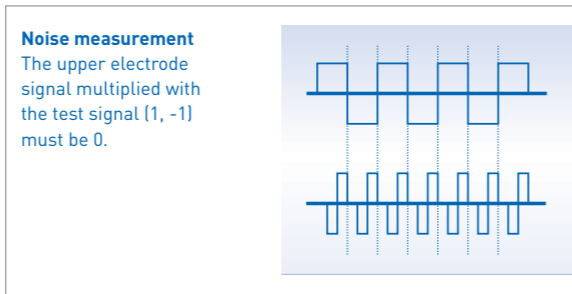 Noise measurement
The upper electrode
signal multiplied with
the test signal (1, -1)
must be 0.